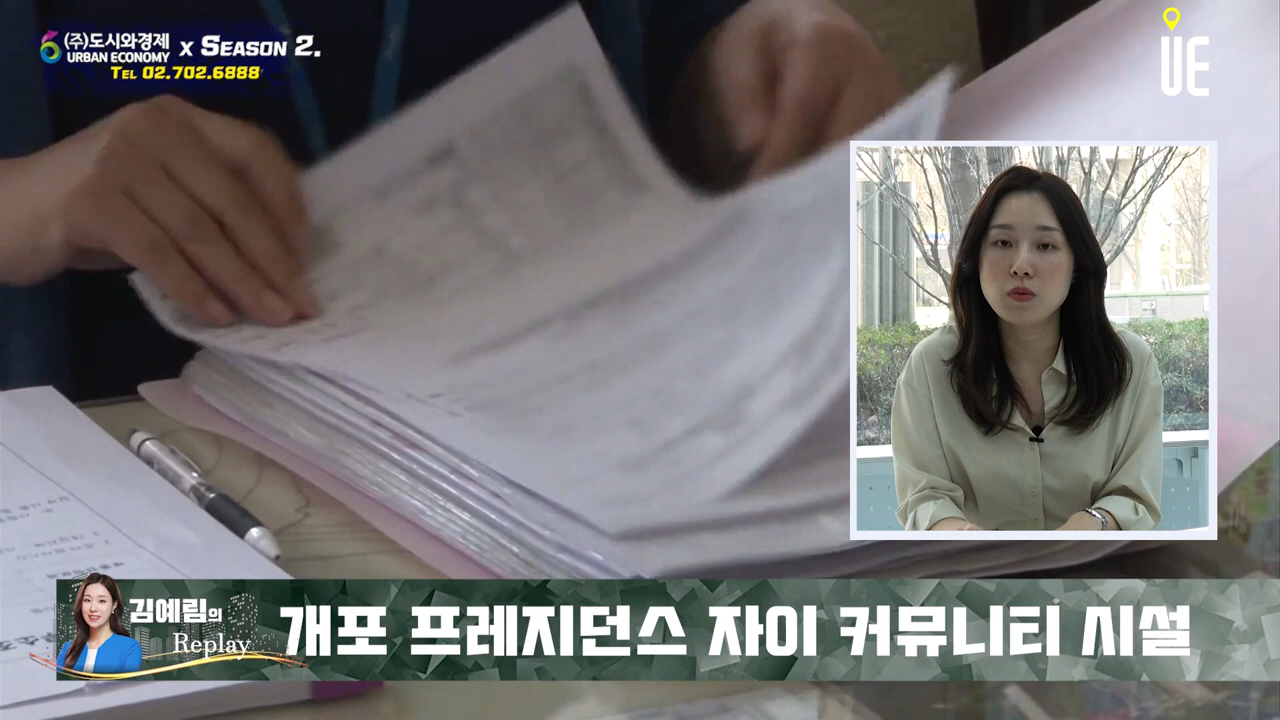 (주)도시와경제
URBAN ECONOMY
X SEASON 2.
TEL 02.702.6888
UE
김예림의
Replay
개포 프레지던스 자이 커뮤니티 시설